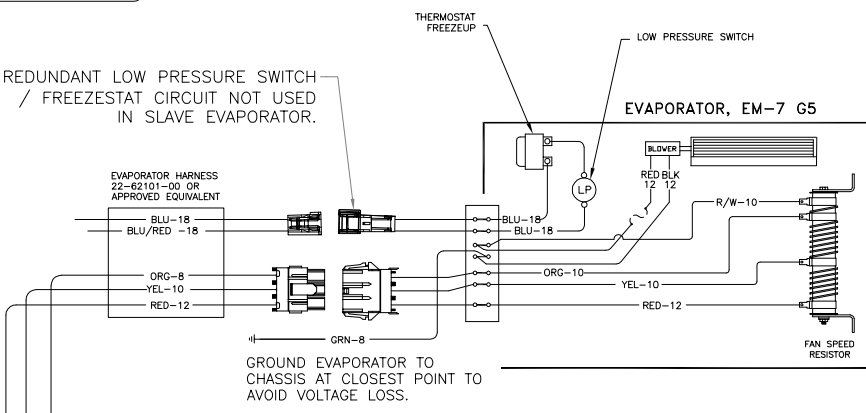 THERMOSTAT
FREEZEUP
LOW PRESSURE SWITCH
REDUNDANT LOW PRESSURE SWITCH
/ FREEZESTAT CIRCUIT NOT USED
IN SLAVE EVAPORATOR.
EVAPORATOR, EM-7 G5
BLOWER
EVAPORATOR HARNESS
22-62101-00 OR
APPROVED EQUIVALENT
RED BLK
12 12
LP
R/W-10
BLU-18
BLU-18
BLU/RED -18
BLU-18
ORG-8
ORG-10
YEL-10
YEL-10
RED-12
RED-12
GRN-8
FAN SPEED
RESISTOR
GROUND EVAPORATOR TO
CHASSIS AT CLOSEST POINT TO
AVOID VOLTAGE LOSS.